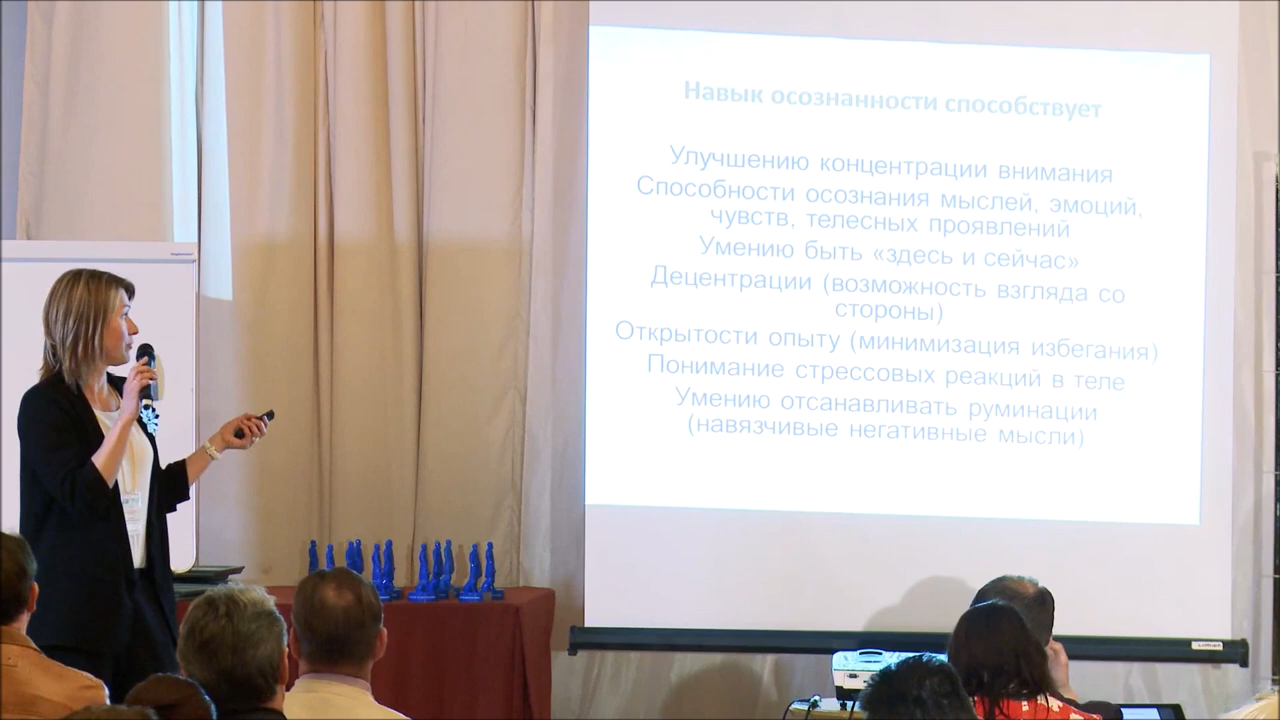 Навык осознанности способствует
Улучшению концентрации внимания
Способности осознания мыслей, эмоций,
чувств, телесных проявлений
Умению быть «здесь и сейчас»
Децентрации (возможность взгляда со
стороны)
Открытости опыту (минимизация избегания)
Понимание стрессовых реакций в теле
Умению отсанавливать руминации
(навязчивые негативные мысли)